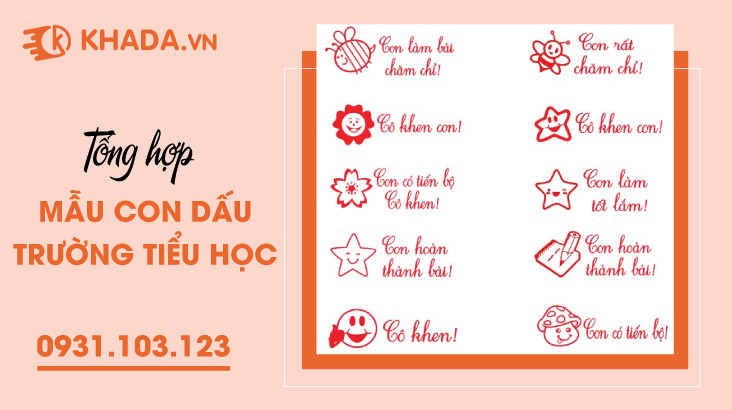 KHADA.VN
Tổng hợp
MẪU CON DẤU
TRƯỜNG TIỂU HỌC
0931.103.123
Con làm bài
chăm chỉ!
Con rất
chăm chỉ!
Cô khen con!
Cô khen con!
Con có tiến bộ
Cô khen!
Con làm
tốt lắm!
Con hoàn
thành bài!
Con hoàn
thành bài!
Cô khen!
Con có tiến bộ!